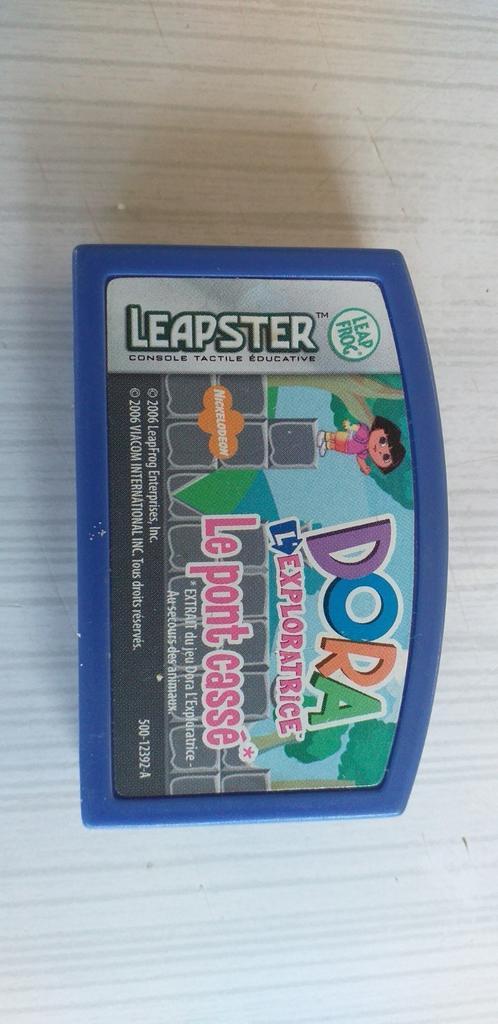 LEAPSTER™
CONSOLE TACTILE ÉDUCATIVE
LEAP
FROG
DORA
L'EXPLORATRICE
NICKELODEON
Le pont cassé*
*EXTRAIT du jeu Dora L'Exploratrice -
Au secours des animaux.
© 2006 LeapFrog Enterprises, Inc.
© 2006 VIACOM INTERNATIONAL INC. Tous droits réservés.
500-12392-A